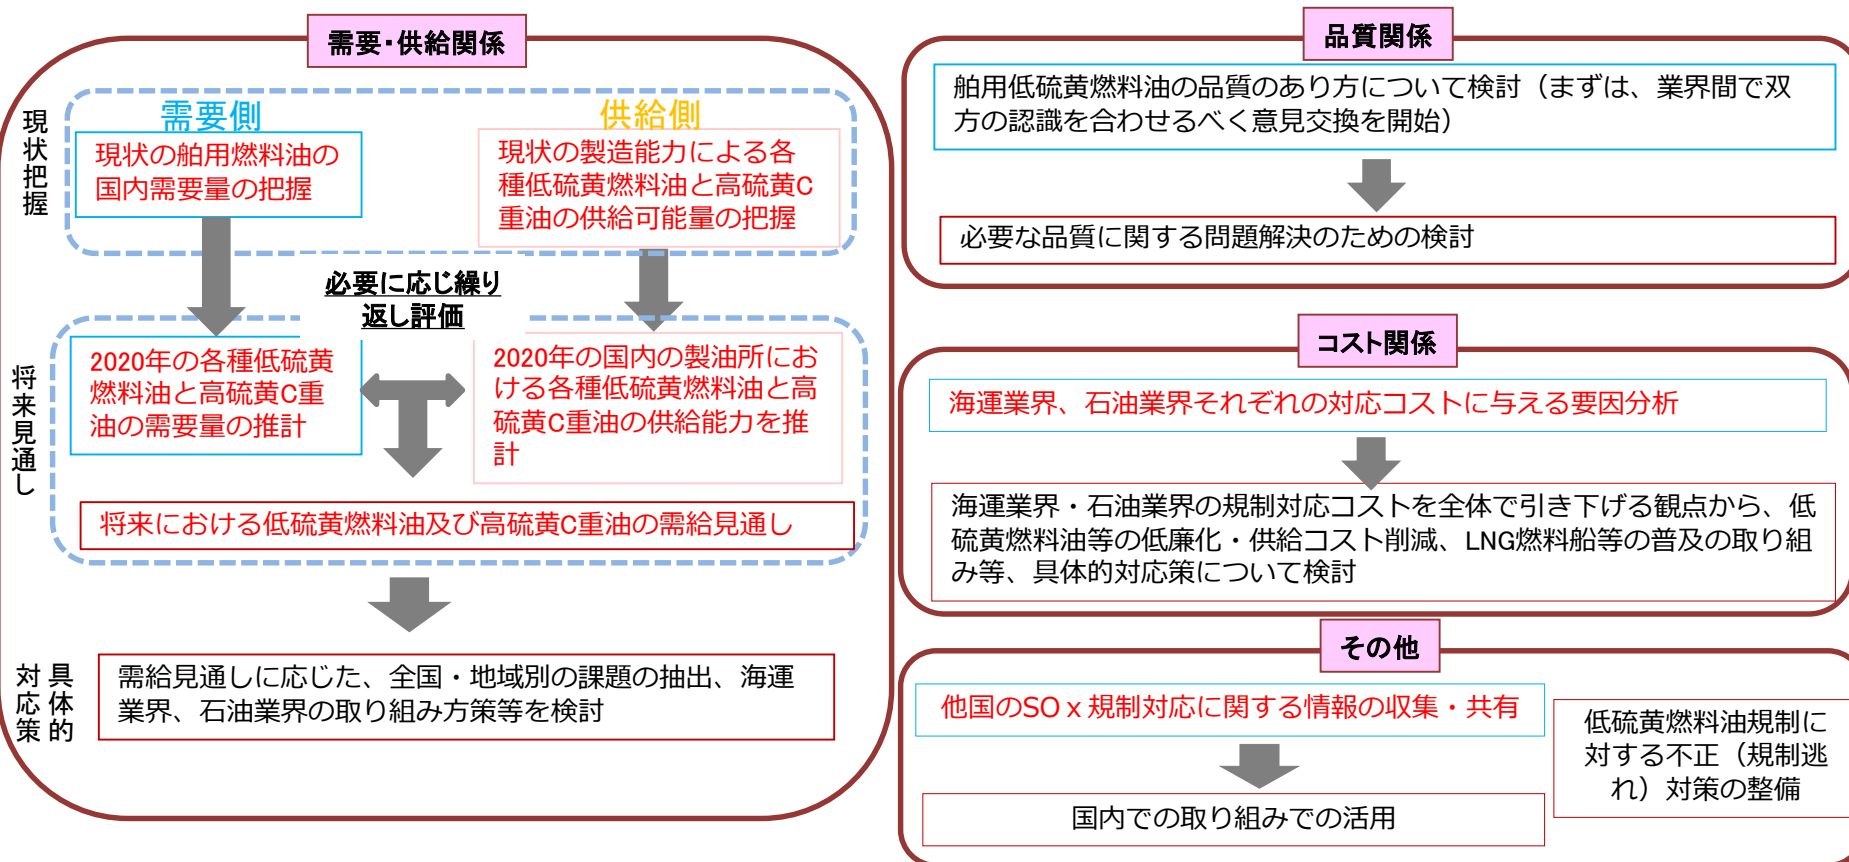 需要・供給関係
現状把握
需要側
現状の舶用燃料油の
国内需要量の把握
供給側
現状の製造能力による各
種低硫黄燃料油と高硫黄C
重油の供給可能量の把握
必要に応じ繰り
返し評価
将来見通し
2020年の各種低硫黄
燃料油と高硫黄C重
油の需要量の推計
2020年の国内の製油所にお
ける各種低硫黄燃料油と高
硫黄C重油の供給能力を推
計
将来における低硫黄燃料油及び高硫黄C重油の需給見通し
具体的
対応策
需給見通しに応じた、全国・地域別の課題の抽出、海運
業界、石油業界の取り組み方策等を検討
品質関係
舶用低硫黄燃料油の品質のあり方について検討（まずは、業界間で双
方の認識を合わせるべく意見交換を開始）
必要な品質に関する問題解決のための検討
コスト関係
海運業界、石油業界それぞれの対応コストに与える要因分析
海運業界・石油業界の規制対応コストを全体で引き下げる観点から、低
硫黄燃料油等の低廉化・供給コスト削減、LNG燃料船等の普及の取り組
み等、具体的対応策について検討
その他
他国のSOｘ規制対応に関する情報の収集・共有
国内での取り組みでの活用
低硫黄燃料油規制に
対する不正（規制逃
れ）対策の整備